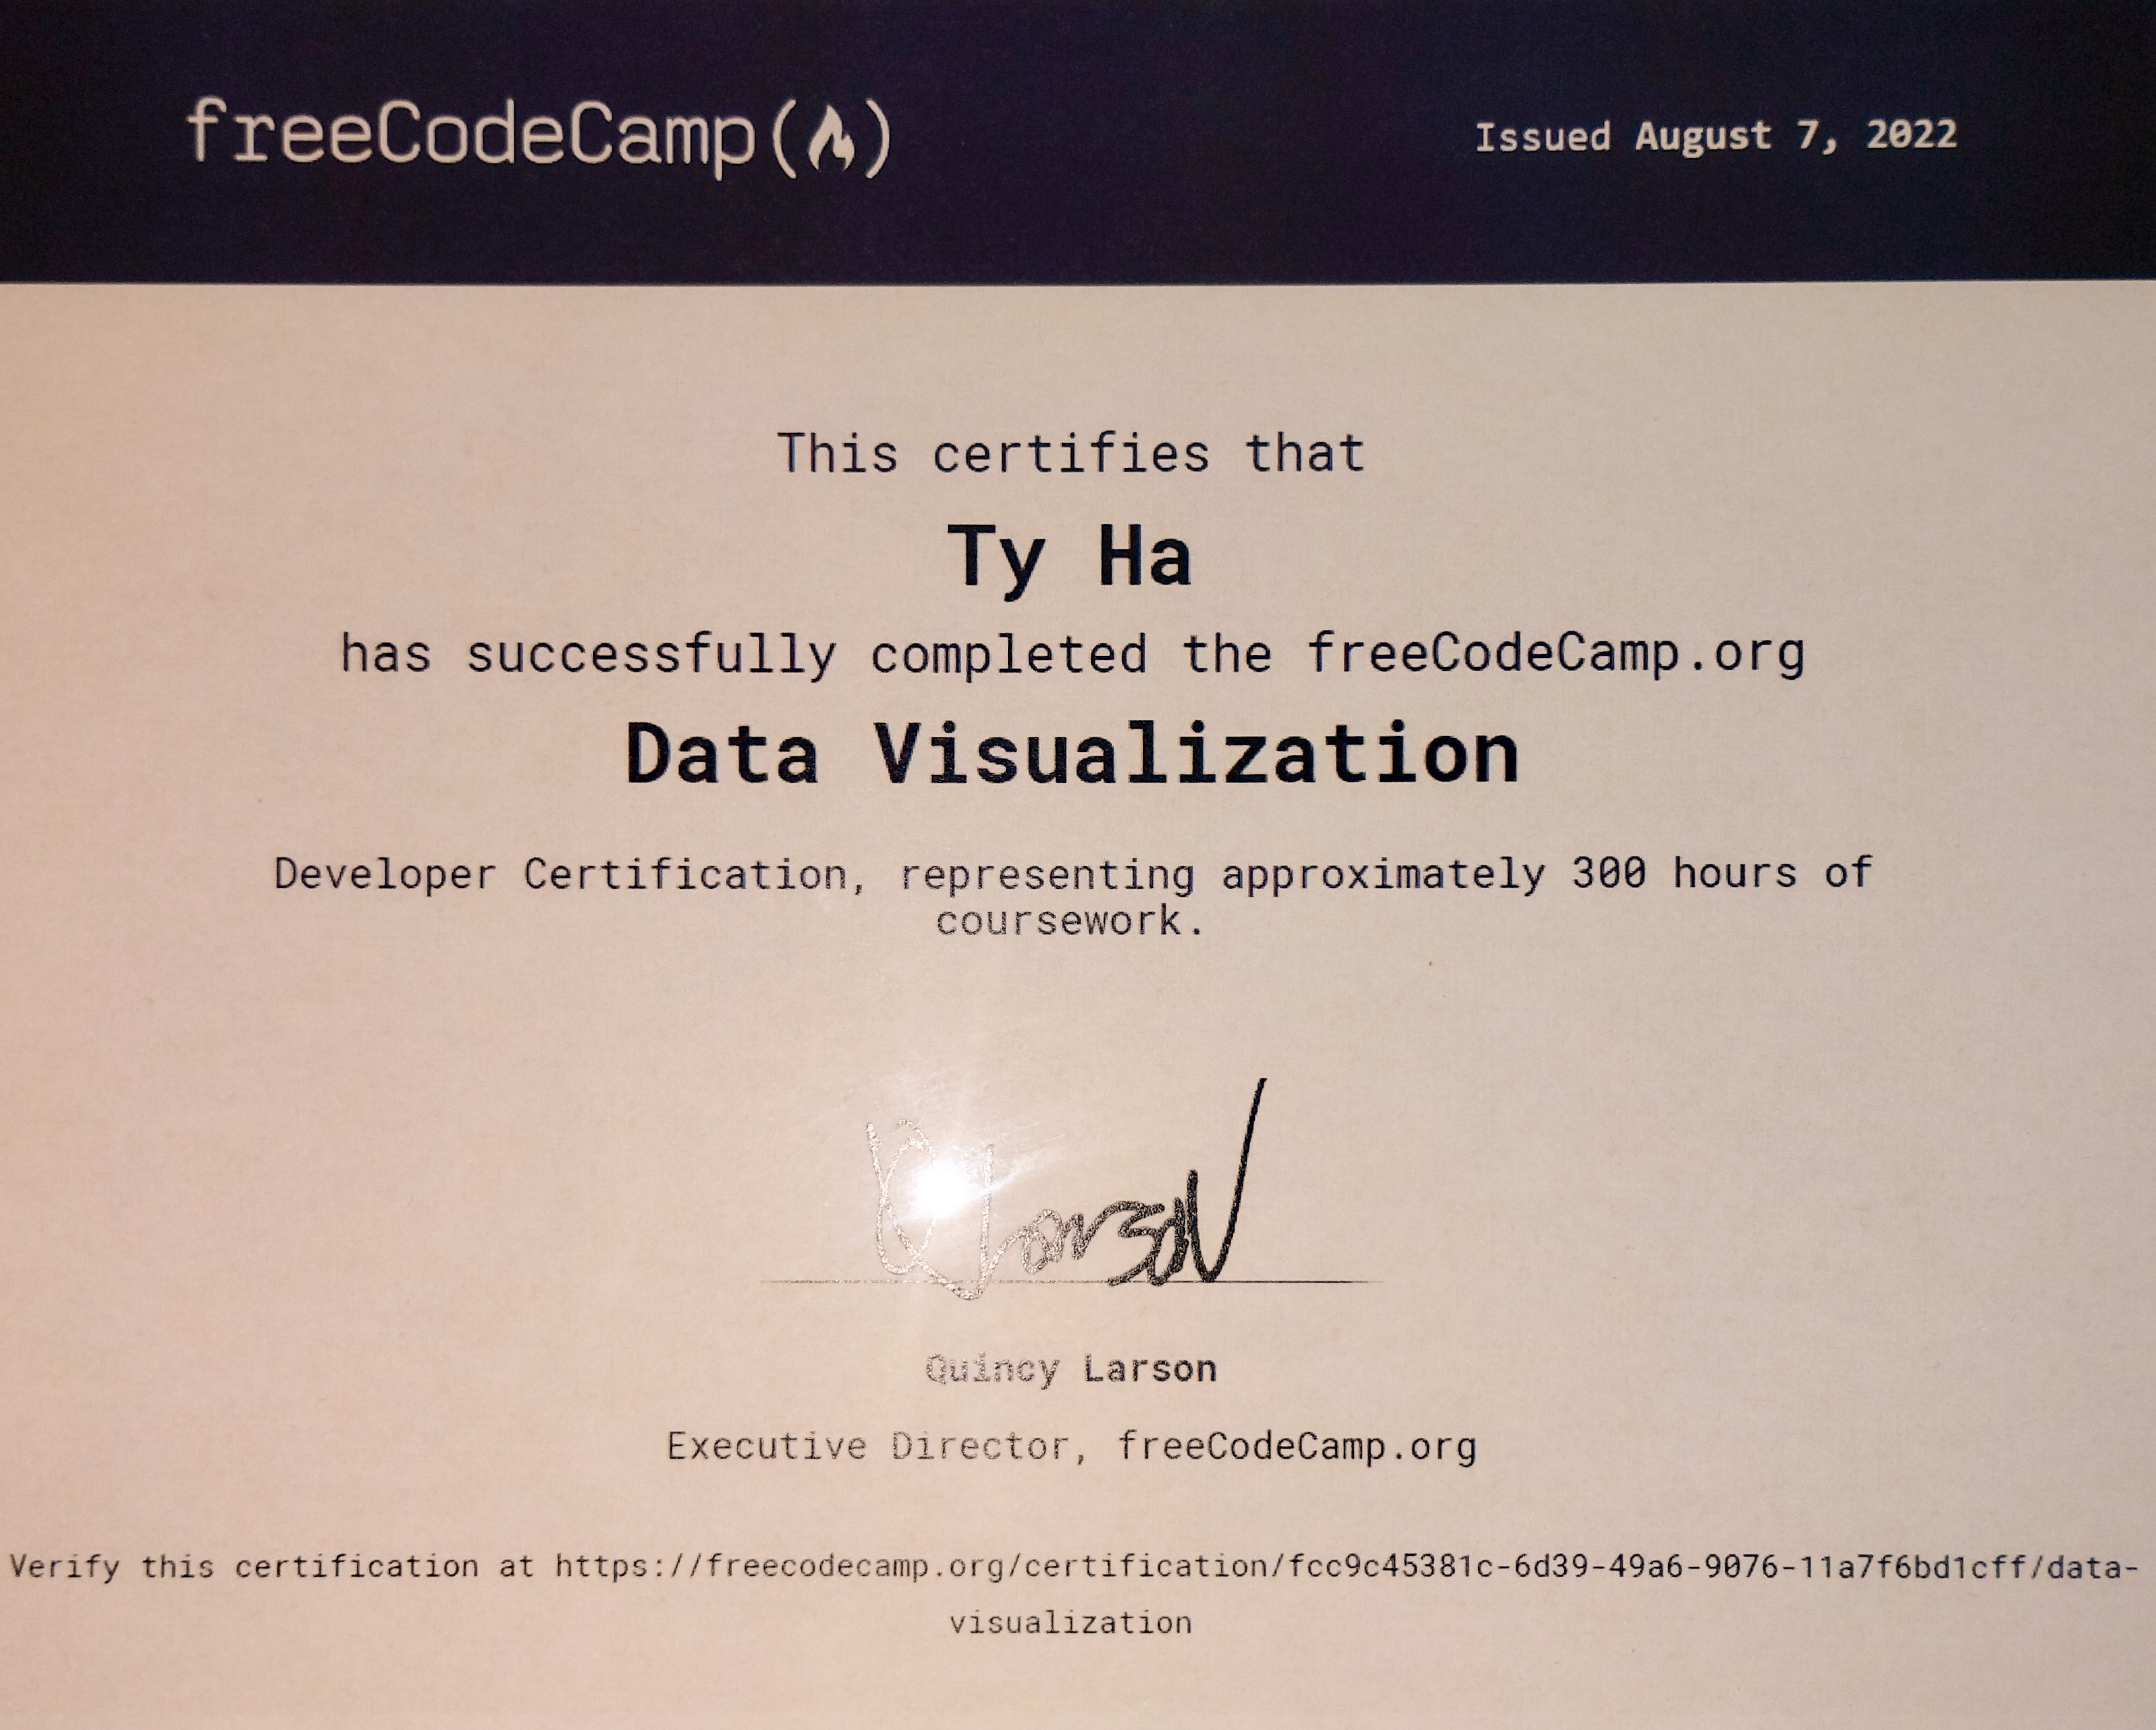 freeCodeCamp(🔥)
Issued August 7, 2022
This certifies that
Ty Ha
has successfully completed the freeCodeCamp.org
Data Visualization
Developer Certification, representing approximately 300 hours of
coursework.
Q Larson
Quincy Larson
Executive Director, freeCodeCamp.org
Verify this certification at https://freecodecamp.org/certification/fcc9c45381c-6d39-49a6-9076-11a7f6bd1cff/data-
visualization